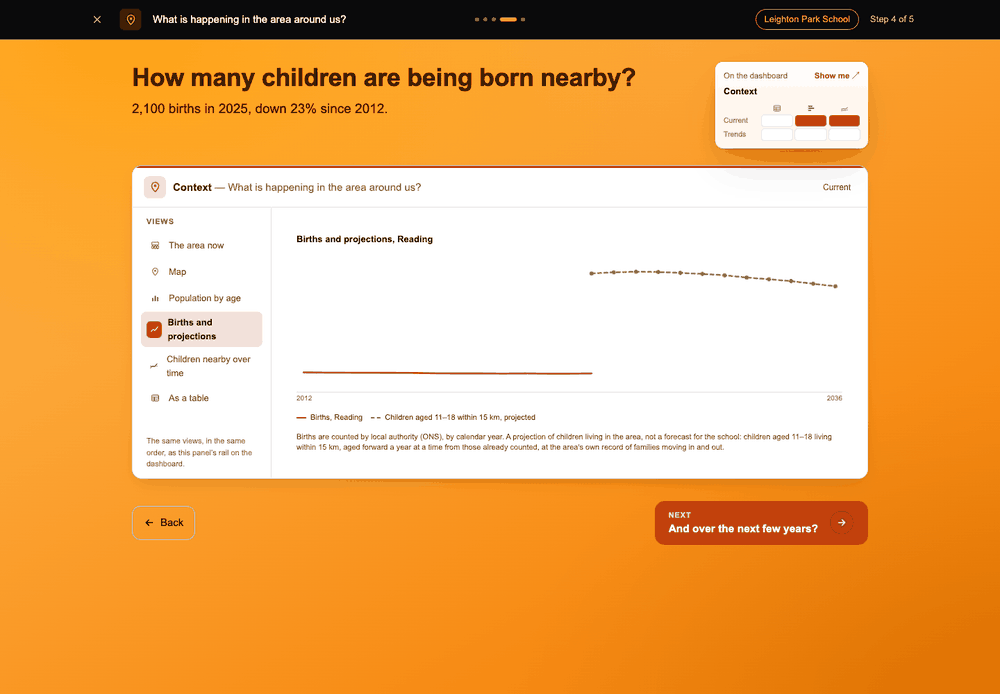 What is happening in the area around us?
Leighton Park School
Step 4 of 5
How many children are being born nearby?
2,100 births in 2025, down 23% since 2012.
On the dashboard
Show me
Context
Current
Trends
Context — What is happening in the area around us?
Current
VIEWS
The area now
Map
Population by age
Births and
projections
Children nearby over
time
As a table
The same views, in the same
order, as this panel's rail on the
dashboard.
Births and projections, Reading
2012
2036
Births, Reading
Children aged 11–18 within 15 km, projected
Births are counted by local authority (ONS), by calendar year. A projection of children living in the area, not a forecast for the school: children aged 11–18 living
within 15 km, aged forward a year at a time from those already counted, at the area's own record of families moving in and out.
Back
NEXT
And over the next few years?